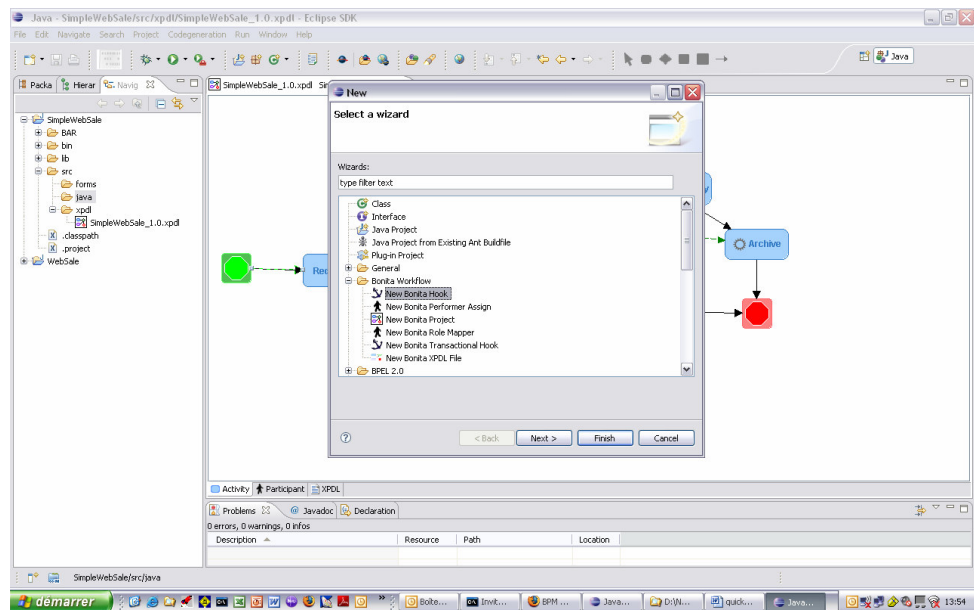 Java - SimpleWebSale/src/xpdl/SimpleWebSale_1.0.xpdl - Eclipse SDK
File Edit Navigate Search Project Codegeneration Run Window Help
Java
Packa Hierar Navig
SimpleWebSale_1.0.xpdl
SimpleWebSale
BAR
bin
lib
src
forms
java
xpdl
SimpleWebSale_1.0.xpdl
.classpath
.project
WebSale
New
Select a wizard
Wizards:
type filter text
Class
Interface
Java Project
Java Project from Existing Ant Buildfile
Plug-in Project
General
Bonita Workflow
New Bonita Hook
New Bonita Performer Assign
New Bonita Project
New Bonita Role Mapper
New Bonita Transactional Hook
New Bonita XPDL File
BPEL 2.0
< Back Next > Finish Cancel
Archive
Activity Participant XPDL
Problems Javadoc Declaration
0 errors, 0 warnings, 0 infos
Description Resource Path Location
SimpleWebSale/src/java
démarrer Boîte... Invit... BPM ... Java... D:\N... quick... Java... 13:54